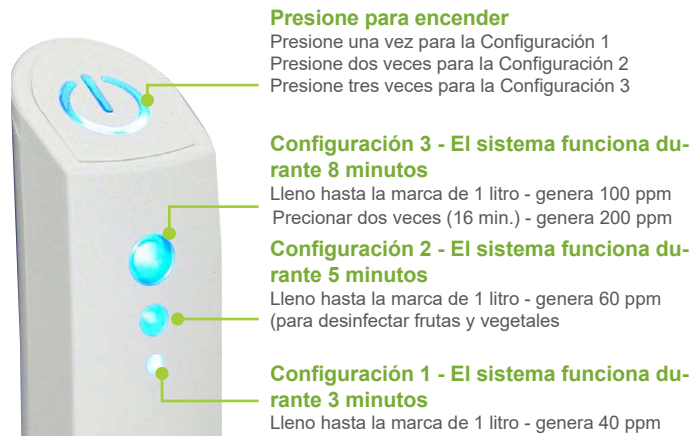 Presione para encender
Presione una vez para la Configuración 1
Presione dos veces para la Configuración 2
Presione tres veces para la Configuración 3
Configuración 3 - El sistema funciona du-
rante 8 minutos
Lleno hasta la marca de 1 litro - genera 100 ppm
Precionar dos veces (16 min.) - genera 200 ppm
Configuración 2 - El sistema funciona du-
rante 5 minutos
Lleno hasta la marca de 1 litro - genera 60 ppm
(para desinfectar frutas y vegetales
Configuración 1 - El sistema funciona du-
rante 3 minutos
Lleno hasta la marca de 1 litro - genera 40 ppm